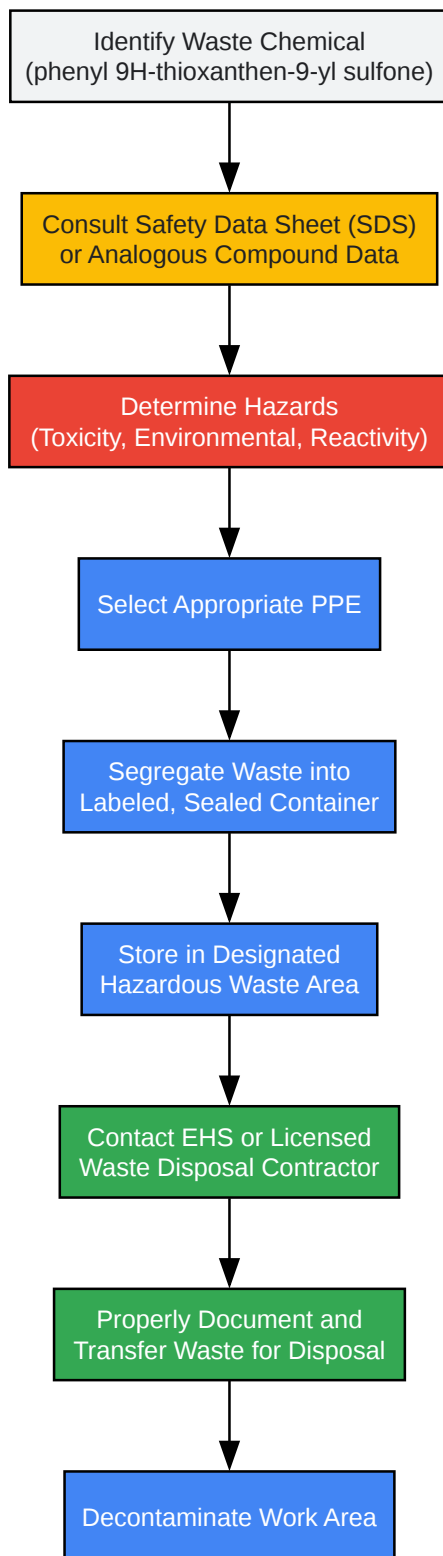 Identify Waste Chemical
(phenyl 9H-thioxanthen-9-yl sulfone)
Consult Safety Data Sheet (SDS)
or Analogous Compound Data
Determine Hazards
(Toxicity, Environmental, Reactivity)
Select Appropriate PPE
Segregate Waste into
Labeled, Sealed Container
Store in Designated
Hazardous Waste Area
Contact EHS or Licensed
Waste Disposal Contractor
Properly Document and
Transfer Waste for Disposal
Decontaminate Work Area